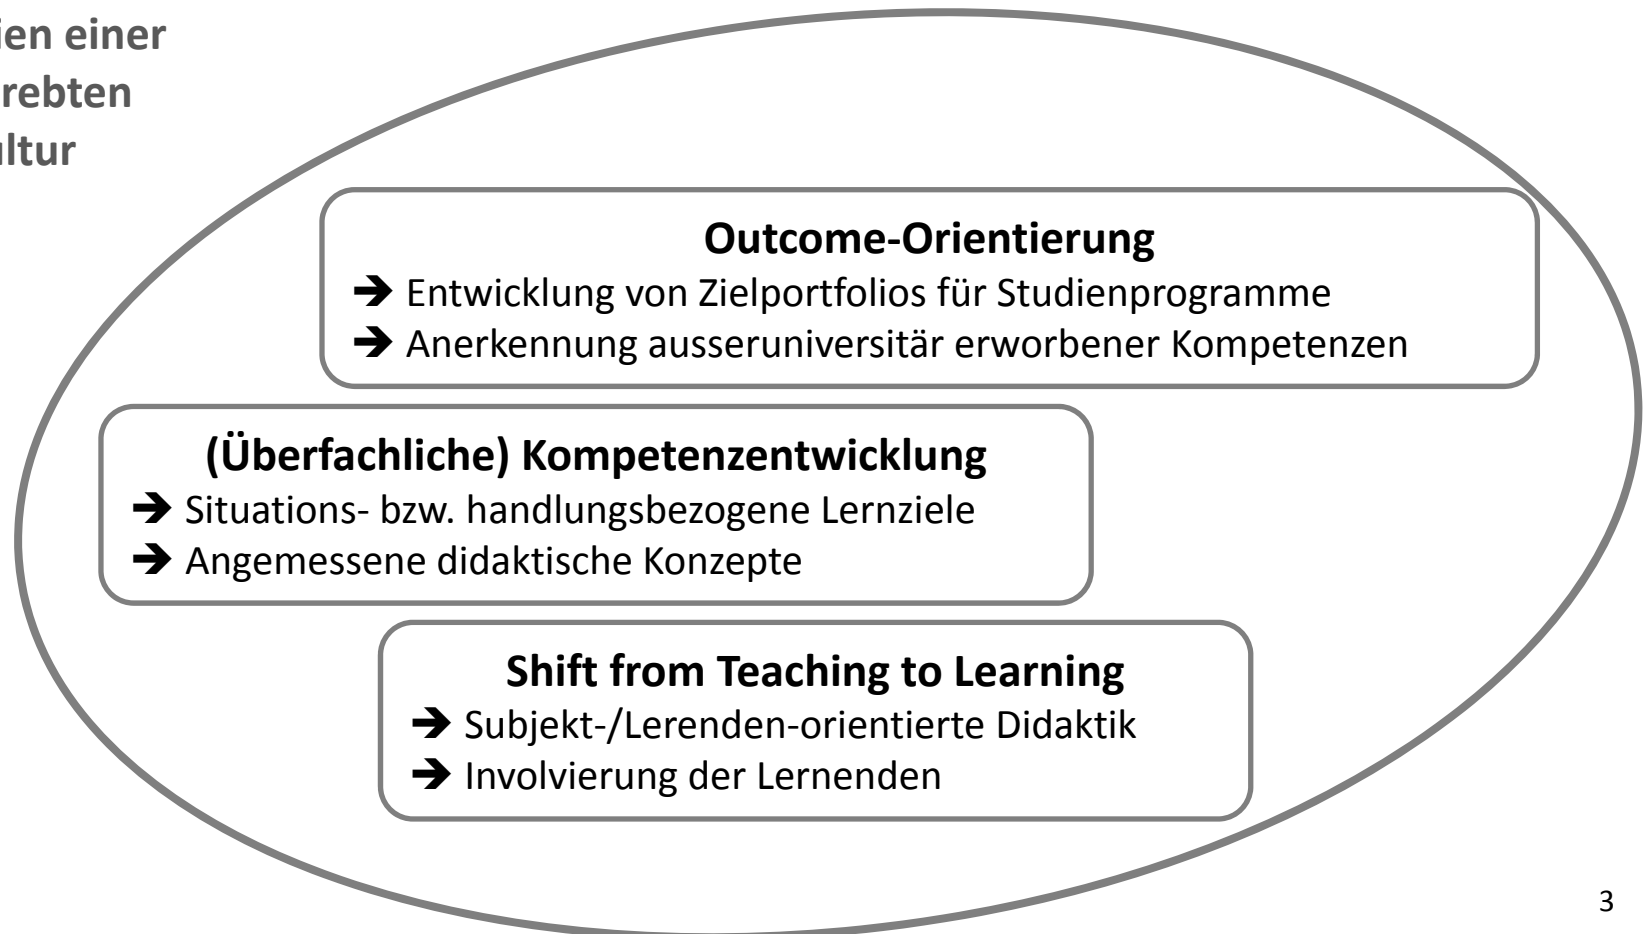 ien einer
rebten
ltur
Outcome-Orientierung
➔ Entwicklung von Zielportfolios für Studienprogramme
➔ Anerkennung ausseruniversitär erworbener Kompetenzen
(Überfachliche) Kompetenzentwicklung
➔ Situations- bzw. handlungsbezogene Lernziele
➔ Angemessene didaktische Konzepte
Shift from Teaching to Learning
➔ Subjekt-/Lerenden-orientierte Didaktik
➔ Involvierung der Lernenden
3